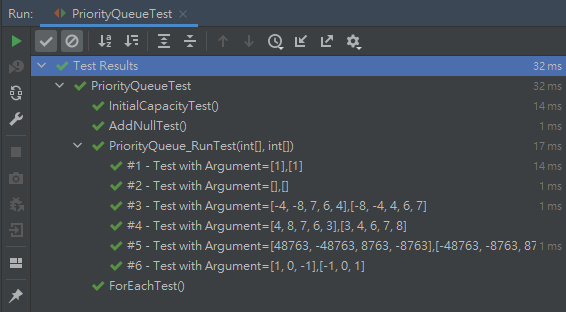 Run: PriorityQueueTest
Test Results 32 ms
PriorityQueueTest 32 ms
InitialCapacityTest() 14 ms
AddNullTest() 1 ms
PriorityQueue_RunTest(int[], int[]) 17 ms
#1 - Test with Argument=[1],[1] 14 ms
#2 - Test with Argument=[],[] 1 ms
#3 - Test with Argument=[-4, -8, 7, 6, 4],[-8, -4, 4, 6, 7] 1 ms
#4 - Test with Argument=[4, 8, 7, 6, 3],[3, 4, 6, 7, 8]
#5 - Test with Argument=[48763, -48763, 8763, -8763],[-48763, -8763, 87 1 ms
#6 - Test with Argument=[1, 0, -1],[-1, 0, 1]
ForEachTest()